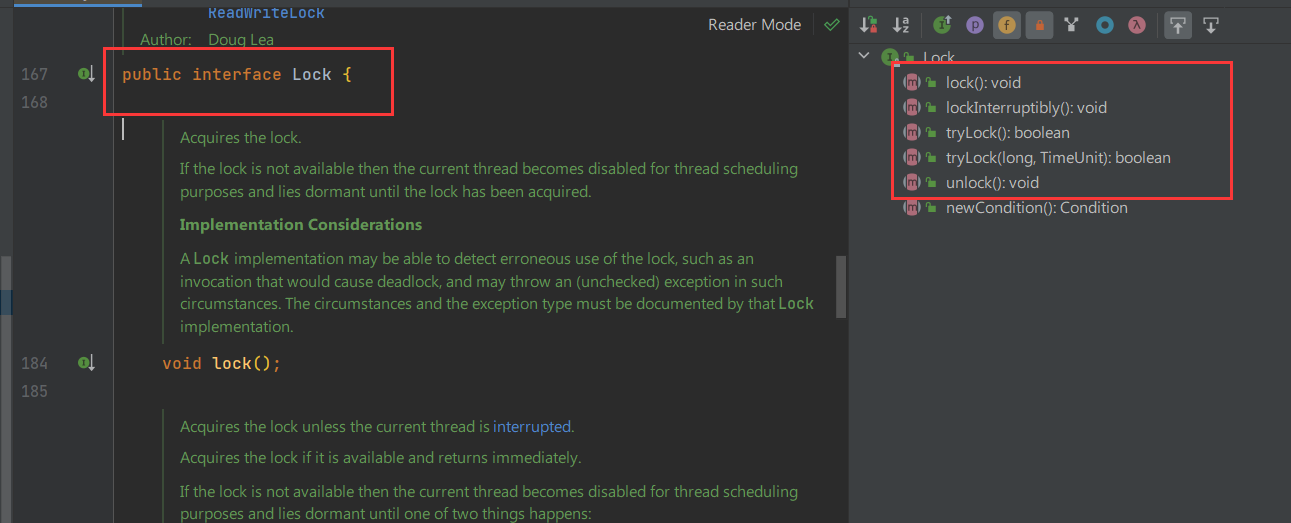 ReadWriteLock
Author: Doug Lea
Reader Mode
167 public interface Lock {
168
Acquires the lock.
If the lock is not available then the current thread becomes disabled for thread scheduling
purposes and lies dormant until the lock has been acquired.
Implementation Considerations
A Lock implementation may be able to detect erroneous use of the lock, such as an
invocation that would cause deadlock, and may throw an (unchecked) exception in such
circumstances. The circumstances and the exception type must be documented by that Lock
implementation.
184 void lock();
185
Acquires the lock unless the current thread is interrupted.
Acquires the lock if it is available and returns immediately.
If the lock is not available then the current thread becomes disabled for thread scheduling
purposes and lies dormant until one of two things happens:
Lock
lock(): void
lockInterruptibly(): void
tryLock(): boolean
tryLock(long, TimeUnit): boolean
unlock(): void
newCondition(): Condition